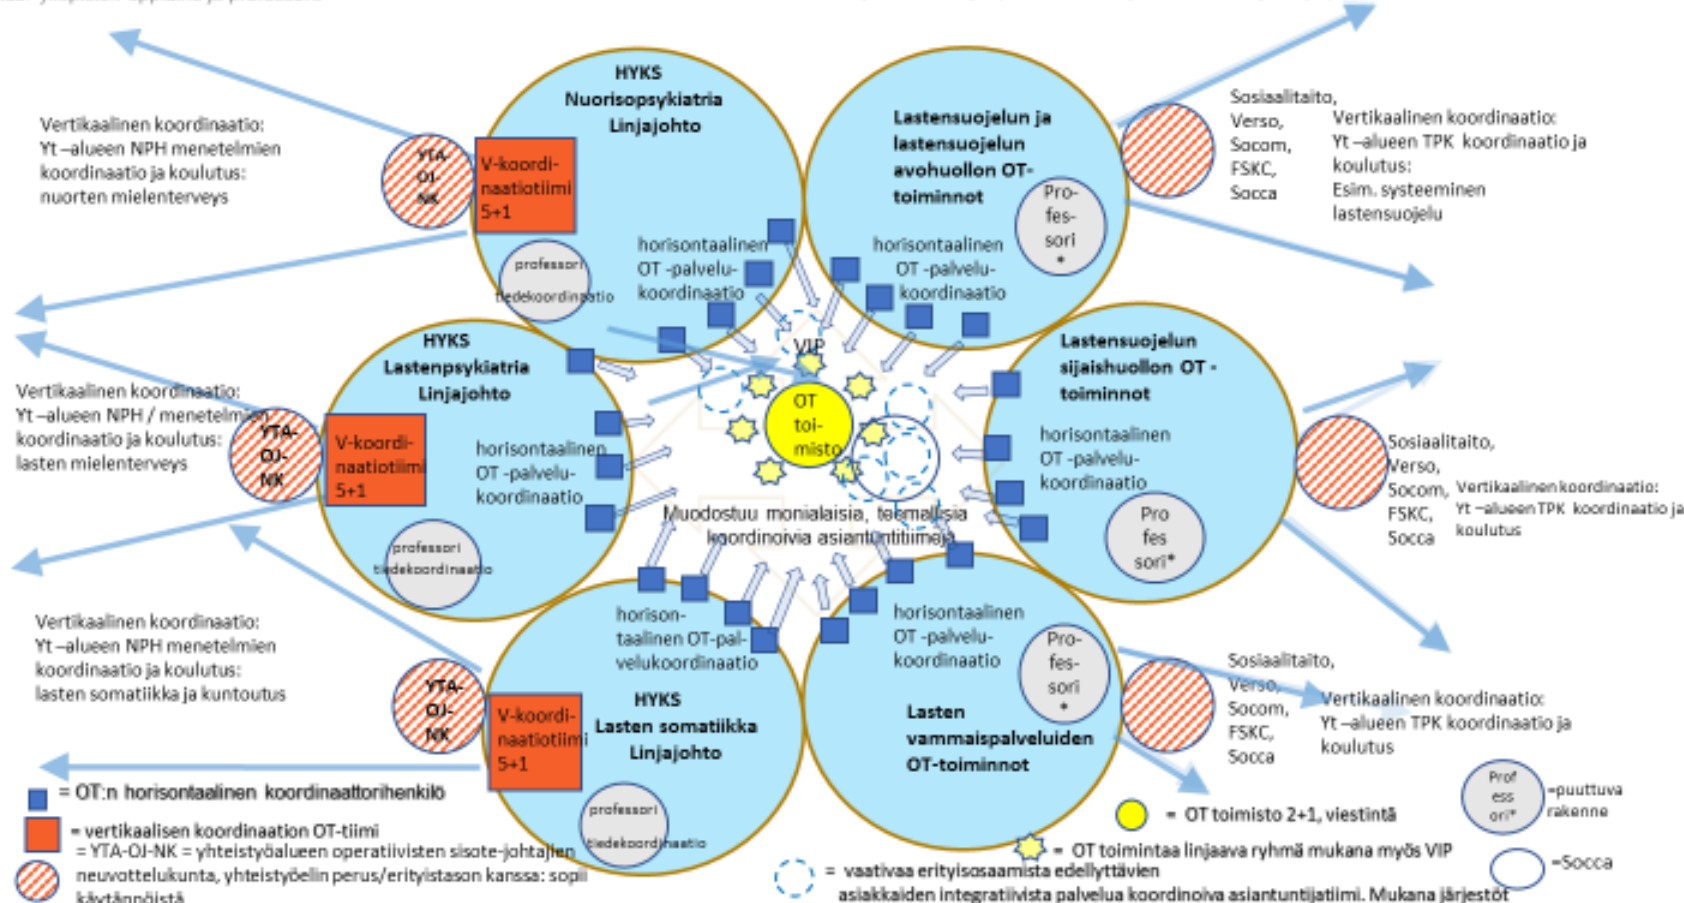 HYKS
Nuorisopsykiatria
Linjajohto
Vertikaalinen koordinaatio:
Yt –alueen NPH menetelmien
koordinaatio ja koulutus:
nuorten mielenterveys
YTA-
OJ-
NK
V-koordi-
naatiotiimi
5+1
professori
tiedekoordinaatio
horisontaalinen
OT -palvelu-
koordinaatio
Lastensuojelun ja
lastensuojelun
avohuollon OT-
toiminnot
Pro-
fes-
sori
*
horisontaalinen
OT -palvelu-
koordinaatio
Sosiaalitaito,
Verso,
Socom,
FSKC,
Socca
Vertikaalinen koordinaatio:
Yt –alueen TPK koordinaatio ja
koulutus:
Esim. systeeminen
lastensuojelu
HYKS
Lastenpsykiatria
Linjajohto
Vertikaalinen koordinaatio:
Yt –alueen NPH / menetelmien
koordinaatio ja koulutus:
lasten mielenterveys
YTA-
OJ-
NK
V-koordi-
naatiotiimi
5+1
horisontaalinen
OT -palvelu-
koordinaatio
professori
tiedekoordinaatio
VIP
OT
toi-
misto
Muodostuu monialaisia, teemallisia
koordinoivia asiantuntitiimejä
Lastensuojelun
sijaishuollon OT -
toiminnot
horisontaalinen
OT -palvelu-
koordinaatio
Pro
fes
sori*
Sosiaalitaito,
Verso,
Socom,
FSKC,
Socca
Vertikaalinen koordinaatio:
Yt –alueen TPK koordinaatio ja
koulutus
Vertikaalinen koordinaatio:
Yt –alueen NPH menetelmien
koordinaatio ja koulutus:
lasten somatiikka ja kuntoutus
YTA-
OJ-
NK
V-koordi-
naatiotiimi
5+1
horison-
taalinen OT-pal-
velukoordinaatio
HYKS
Lasten somatiikka
Linjajohto
professori
tiedekoordinaatio
horisontaalinen
OT -palvelu-
koordinaatio
Pro-
fes-
sori
*
Lasten
vammaispalveluiden
OT-toiminnot
Sosiaalitaito,
Verso,
Socom,
FSKC,
Socca
Vertikaalinen koordinaatio:
Yt –alueen TPK koordinaatio ja
koulutus
= OT:n horisontaalinen koordinaattorihenkilö
= vertikaalisen koordinaation OT-tiimi
= YTA-OJ-NK = yhteistyöalueen operatiivisten sisote-johtajien
neuvottelukunta, yhteistyöelin perus/erityistason kanssa: sopii
käytännöistä
= OT toimisto 2+1, viestintä
= OT toimintaa linjaava ryhmä mukana myös VIP
= vaativaa erityisosaamista edellyttävien
asiakkaiden integratiivista palvelua koordinoiva asiantuntijatiimi. Mukana järjestöt
Prof
ess
ori*
=puuttuva
rakenne
=Socca